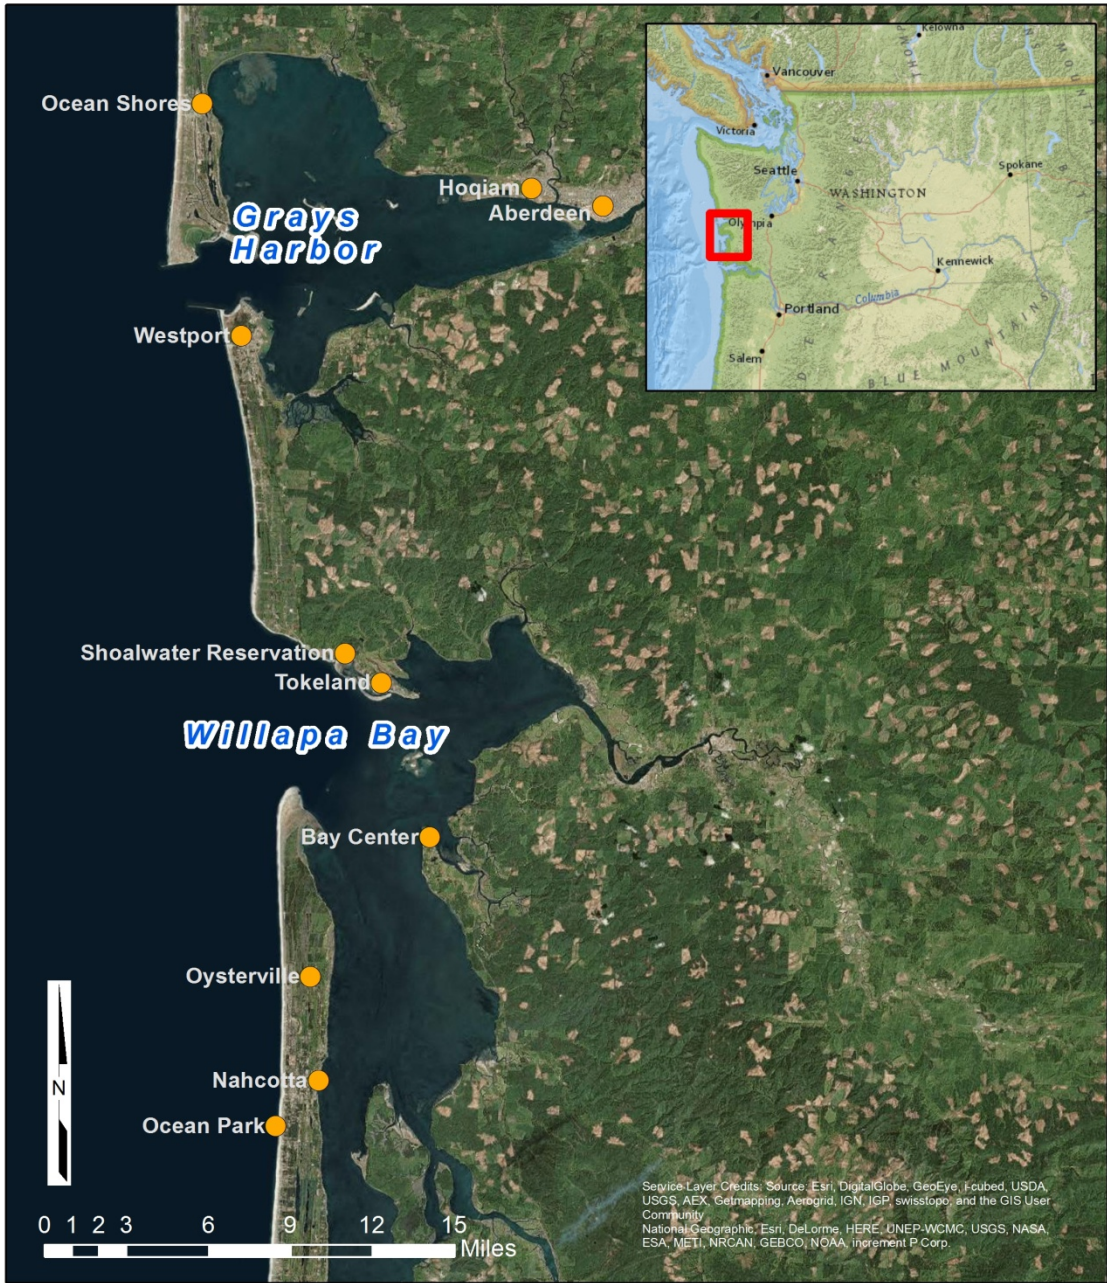 Ocean Shores
Hoqiam
Aberdeen
Grays
Harbor
Westport
Shoalwater Reservation
Tokeland
Willapa Bay
Bay Center
Oysterville
Nahcotta
Ocean Park
N
0 1 2 3 6 9 12 15
Miles
Kelowna
Vancouver
Victoria
Seattle
Spokane
WASHINGTON
Olympia
Kennewick
Columbia
Portland
Salem
BLUE MOUNTAINS
Service Layer Credits: Source: Esri, DigitalGlobe, GeoEye, i-cubed, USDA,
USGS, AEX, Getmapping, Aerogrid, IGN, IGP, swisstopo, and the GIS User
Community
National Geographic, Esri, DeLorme, HERE, UNEP-WCMC, USGS, NASA,
ESA, METI, NRCAN, GEBCO, NOAA, increment P Corp.